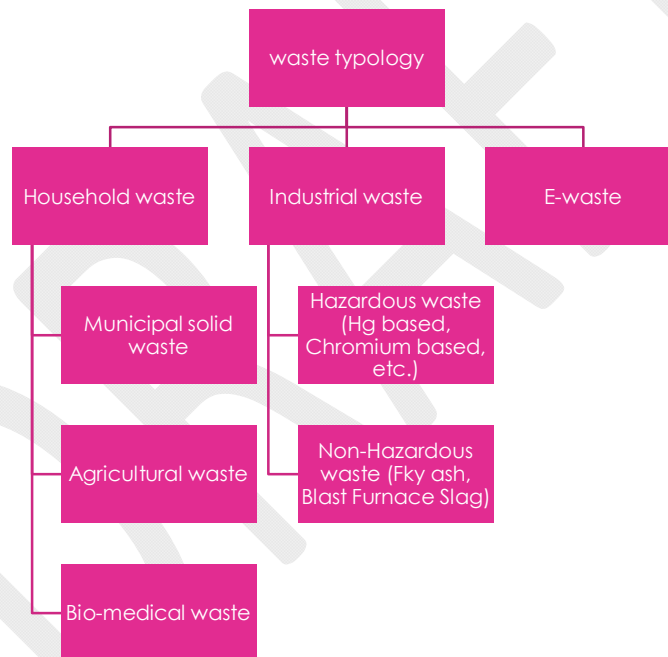 waste typology
Household waste
Industrial waste
E-waste
Municipal solid
waste
Hazardous waste
(Hg based,
Chromium based,
etc.)
Agricultural waste
Non-Hazardous
waste (Fky ash,
Blast Furnace Slag)
Bio-medical waste